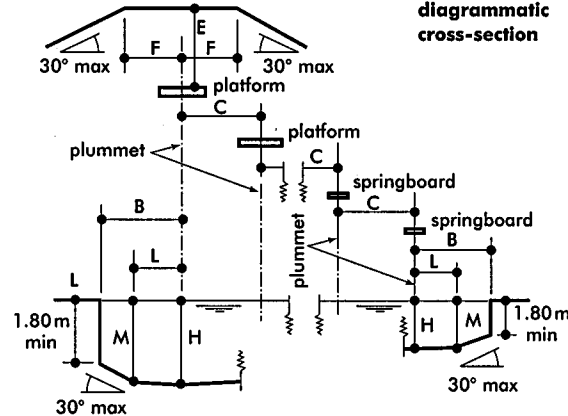 diagrammatic
cross-section
E
F F
30° max 30° max
platform
C
platform
plummet
C
springboard
C
B
springboard
plummet
B
L
L
L
1.80 m
min
M
H
H
M
1.80 m
min
30° max
30° max